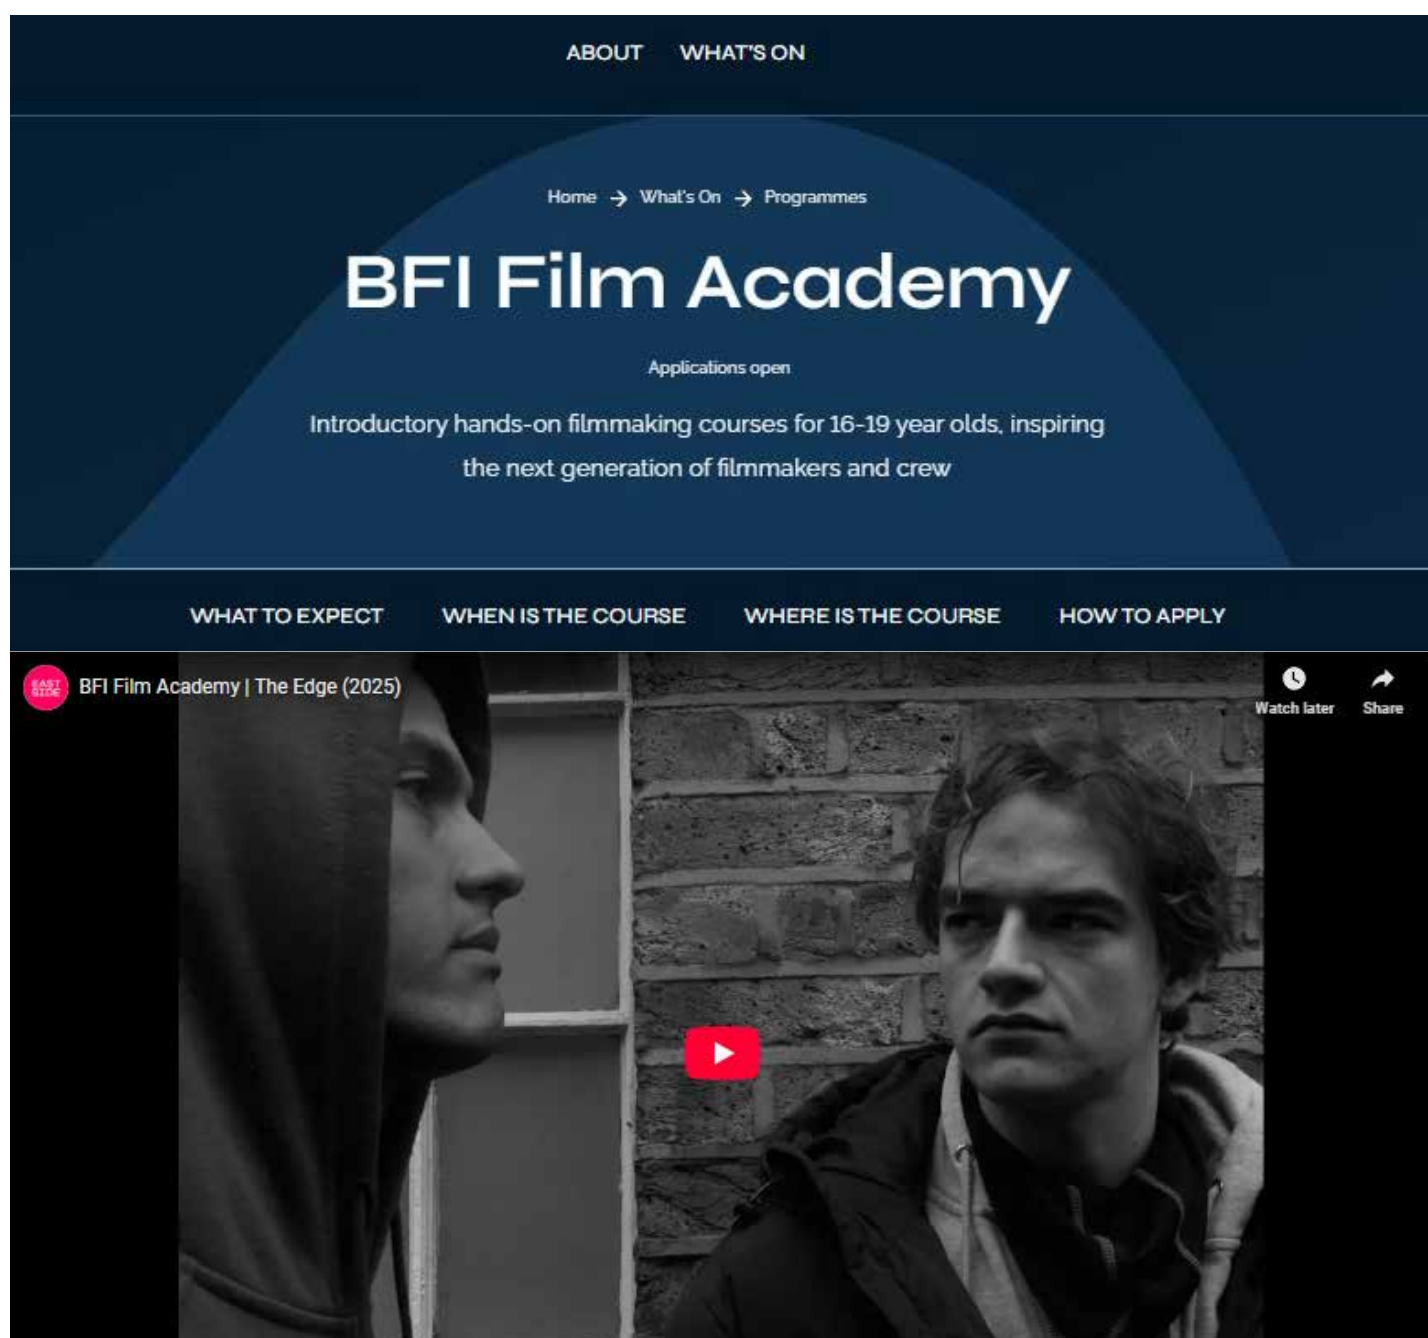 ABOUT WHAT'S ON
Home → What's On → Programmes
BFI Film Academy
Applications open
Introductory hands-on filmmaking courses for 16-19 year olds, inspiring
the next generation of filmmakers and crew
WHAT TO EXPECT WHEN IS THE COURSE WHERE IS THE COURSE HOW TO APPLY
EAST
SIDE
BFI Film Academy | The Edge (2025)
Watch later Share